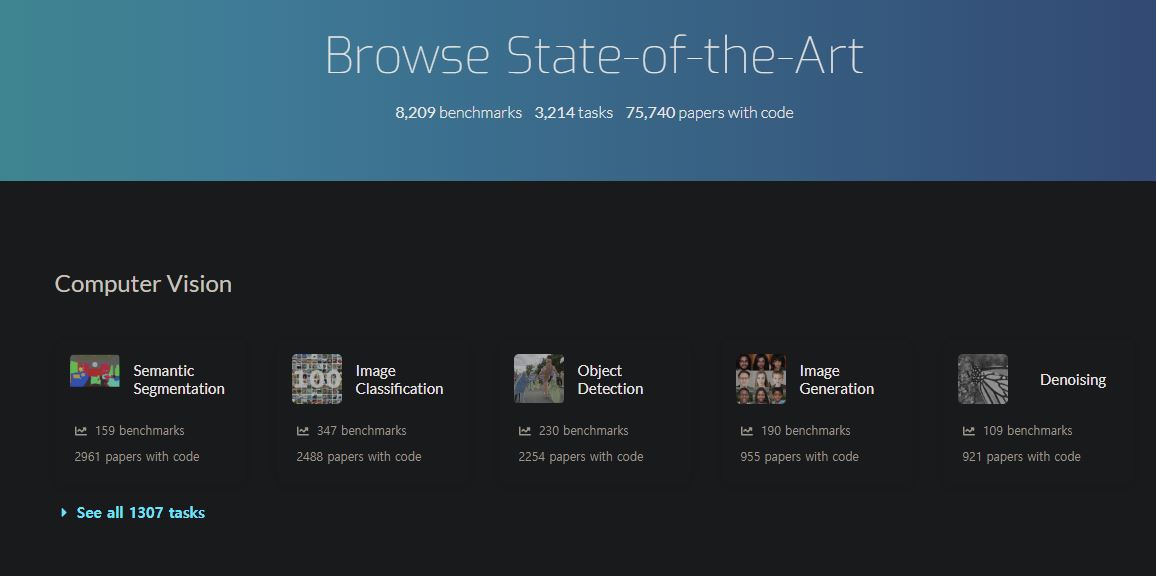 Browse State-of-the-Art
8,209 benchmarks 3,214 tasks 75,740 papers with code
Computer Vision
Semantic
Segmentation
159 benchmarks
2961 papers with code
100
Image
Classification
347 benchmarks
2488 papers with code
Object
Detection
230 benchmarks
2254 papers with code
Image
Generation
190 benchmarks
955 papers with code
Denoising
109 benchmarks
921 papers with code
See all 1307 tasks